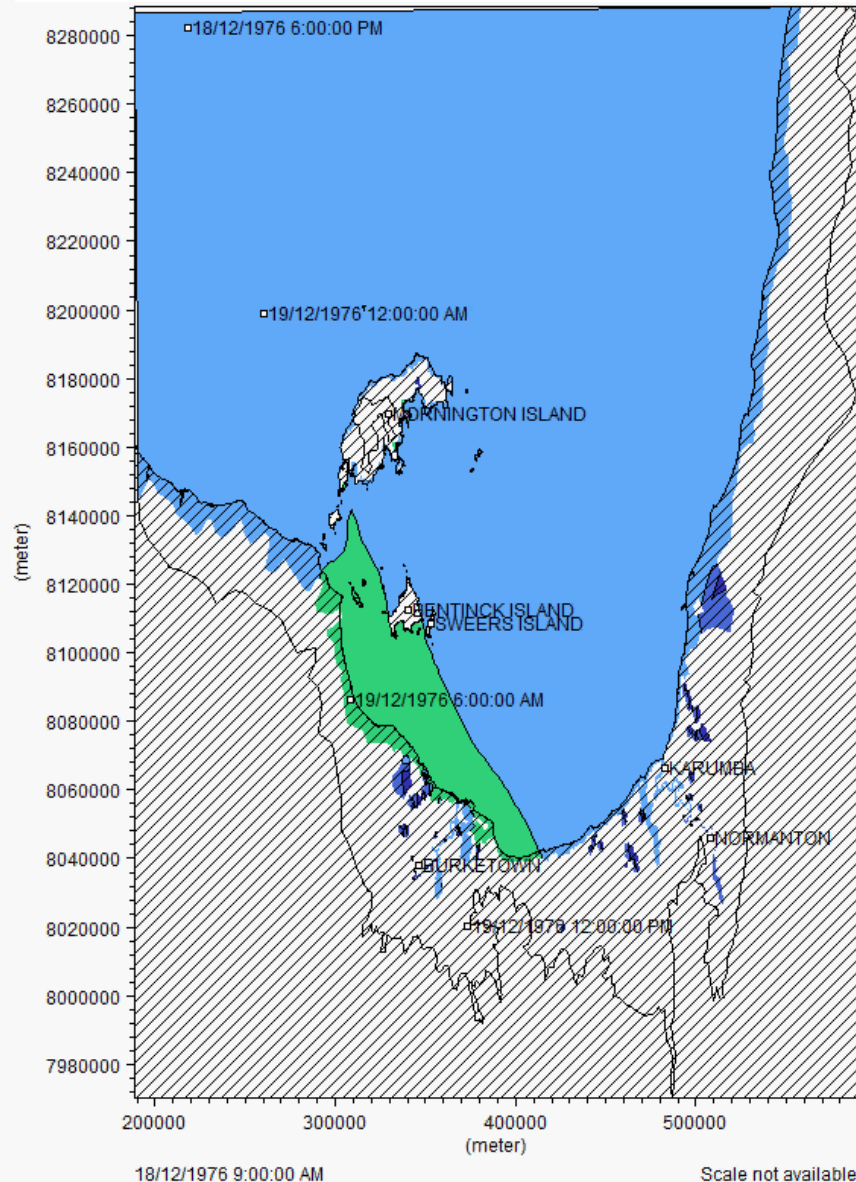 8280000
18/12/1976 6:00:00 PM
8260000
8240000
8220000
8200000
19/12/1976 12:00:00 AM
8180000
MORNINGTON ISLAND
8160000
8140000
(meter)
8120000
BENTINCK ISLAND
SWEERS ISLAND
8100000
19/12/1976 6:00:00 AM
8080000
KARUMBA
8060000
NORMANTON
8040000
BURKETOWN
8020000
19/12/1976 12:00:00 PM
8000000
7980000
200000 300000 400000 500000
(meter)
18/12/1976 9:00:00 AM Scale not available